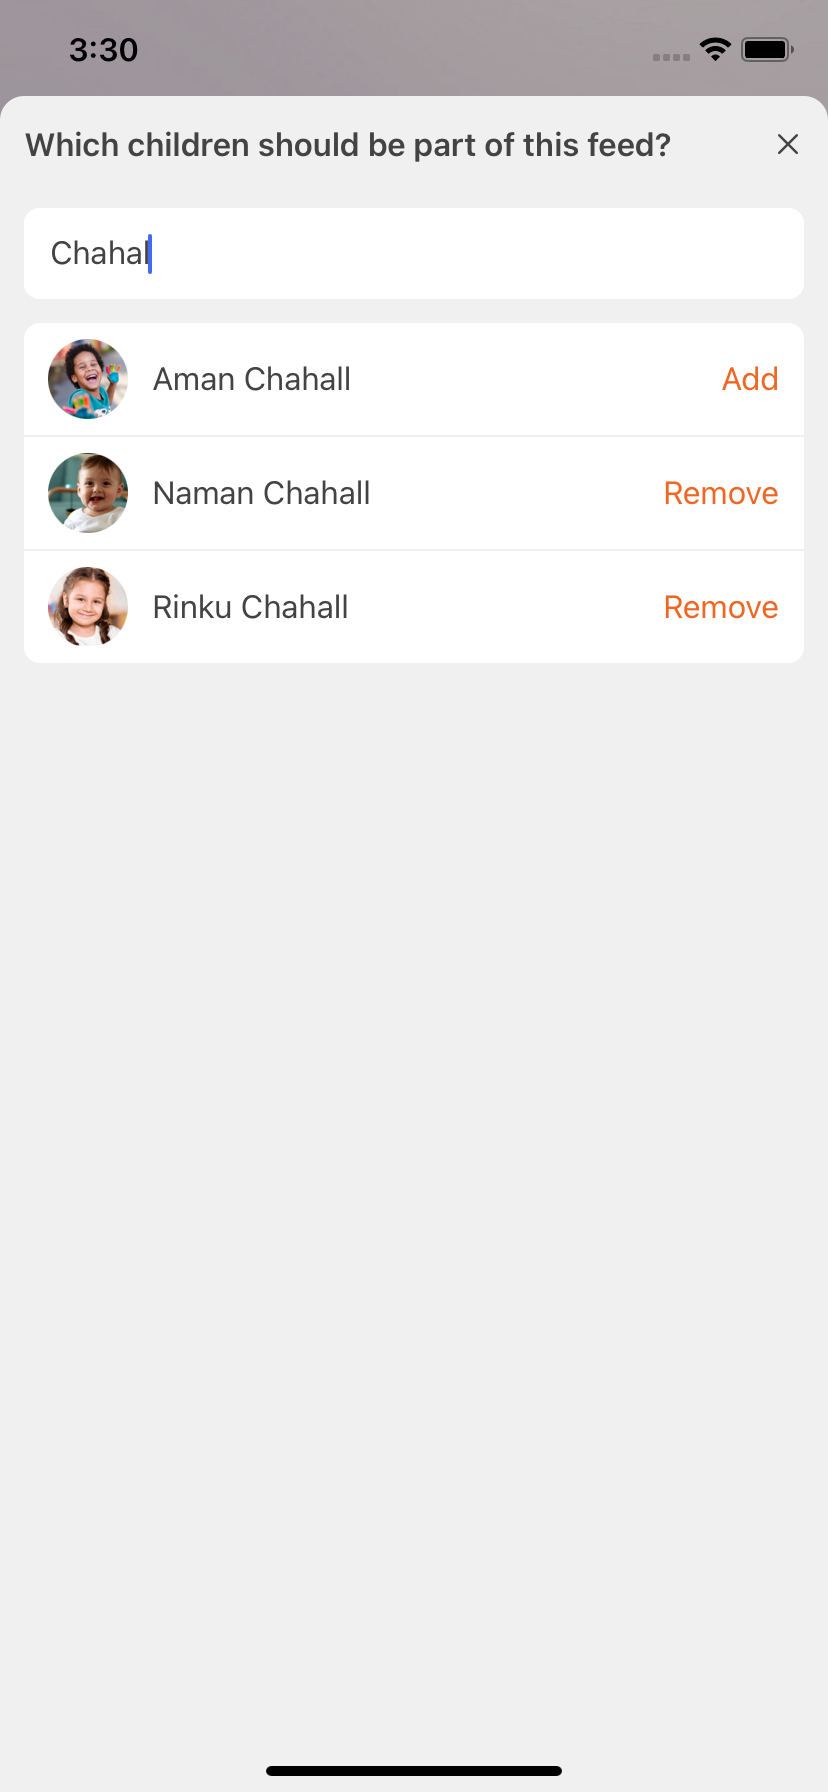 3:30
Which children should be part of this feed?
Chahal
Aman Chahall Add
Naman Chahall Remove
Rinku Chahall Remove